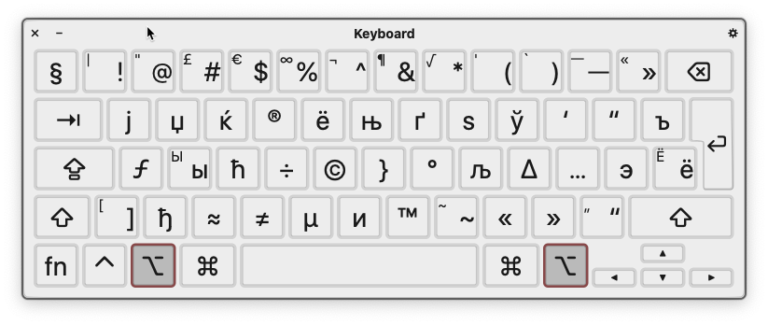 Keyboard
§ | ! " @ £ # € $ ∞ % ¬ ^ ¶ & √ * ' ( ` ) — — « »
ј џ ќ ® ё њ ґ ѕ ў ‘ “ ъ
ƒ Ы ы ћ ÷ © } ° љ ∆ … э Ё ё
[ ] ђ ≈ ≠ µ и ™ ~ ~ « » „ “
fn ^ ⌥ ⌘ ⌘ ⌥